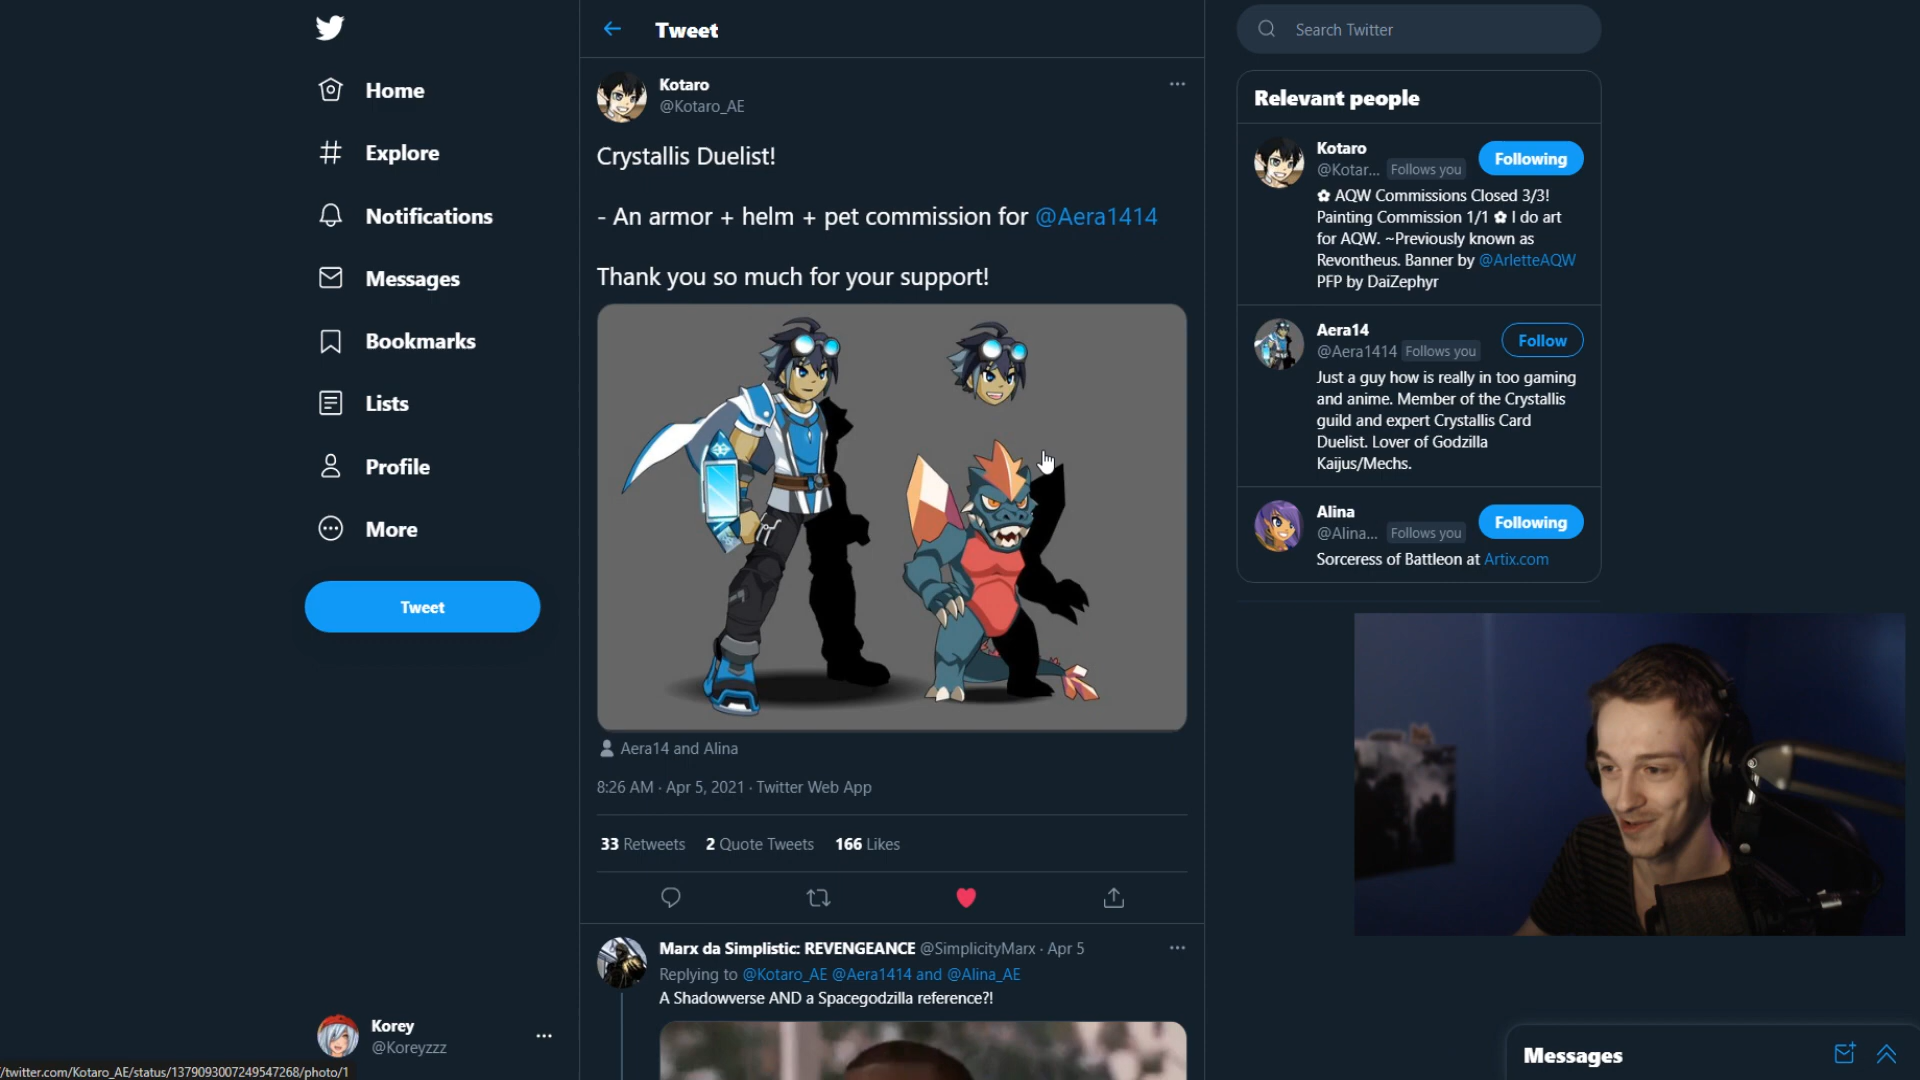 Home
Explore
Notifications
Messages
Bookmarks
Lists
Profile
More
Tweet
Korey
@Koreyzzz
/twitter.com/Kotaro_AE/status/1379093007249547268/photo/1
Tweet
Kotaro
@Kotaro_AE
Crystallis Duelist!
- An armor + helm + pet commission for @Aera1414
Thank you so much for your support!
Aera14 and Alina
8:26 AM · Apr 5, 2021 · Twitter Web App
33 Retweets 2 Quote Tweets 166 Likes
Marx da Simplistic: REVENGEANCE @SimplicityMarx · Apr 5
Replying to @Kotaro_AE @Aera1414 and @Alina_AE
A Shadowverse AND a Spacegodzilla reference?!
Search Twitter
Relevant people
Kotaro
@Kotar... Follows you
Following
✿ AQW Commissions Closed 3/3!
Painting Commission 1/1 ✿ I do art
for AQW. ~Previously known as
Revontheus. Banner by @ArletteAQW
PFP by DaiZephyr
Aera14
@Aera1414 Follows you
Follow
Just a guy how is really in too gaming
and anime. Member of the Crystallis
guild and expert Crystallis Card
Duelist. Lover of Godzilla
Kaijus/Mechs.
Alina
@Alina... Follows you
Following
Sorceress of Battleon at Artix.com
Messages